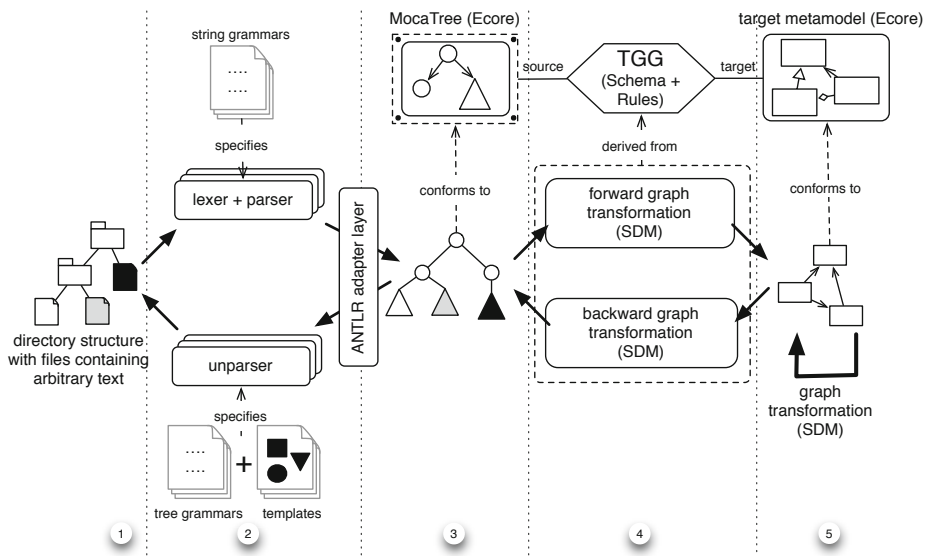 string grammars
....
....
specifies
lexer + parser
directory structure
with files containing
arbitrary text
unparser
specifies
....
....
+
tree grammars
templates
ANTLR adapter layer
MocaTree (Ecore)
conforms to
source
TGG
(Schema +
Rules)
target
derived from
forward graph
transformation
(SDM)
backward graph
transformation
(SDM)
target metamodel (Ecore)
conforms to
graph
transformation
(SDM)
1
2
3
4
5